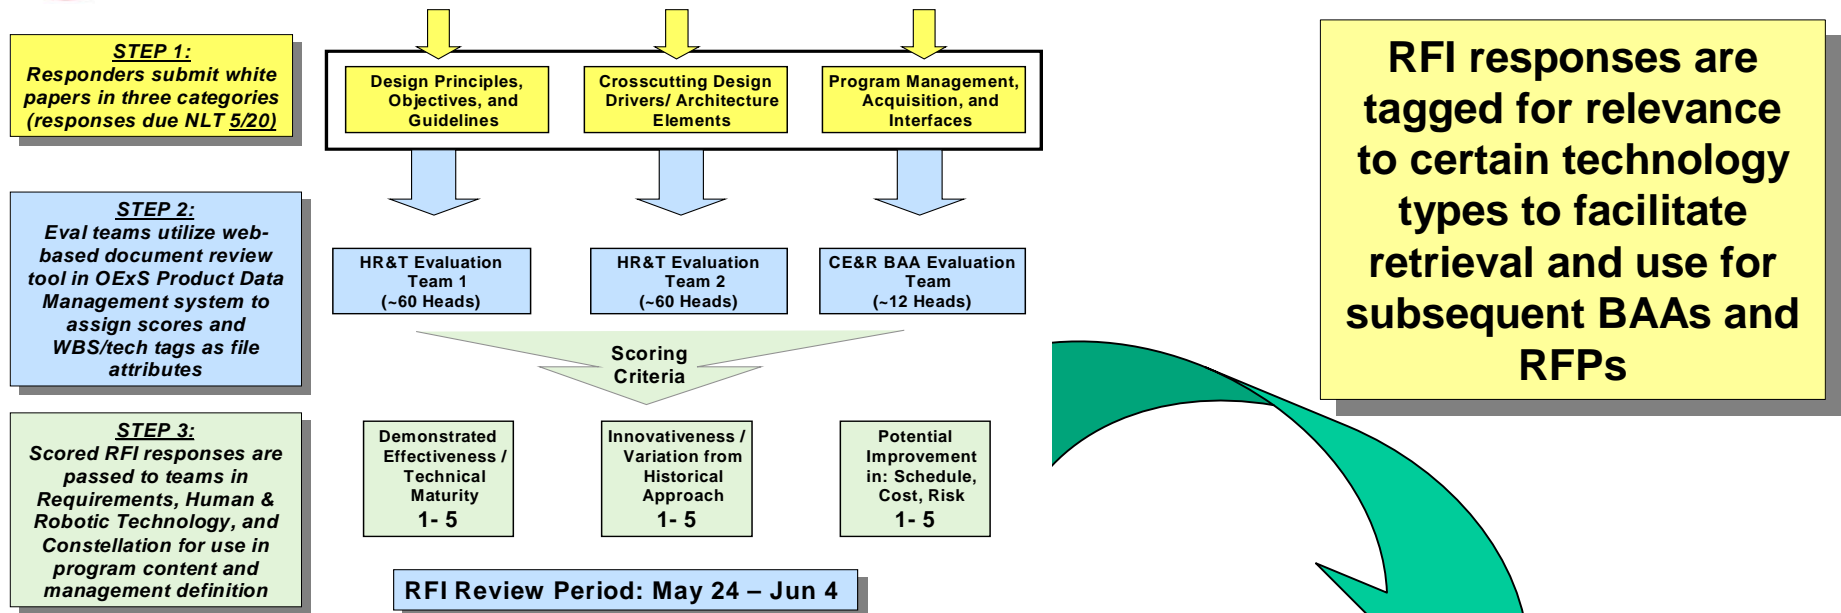 STEP 1:
Responders submit white
papers in three categories
(responses due NLT 5/20)
Design Principles,
Objectives, and
Guidelines
Crosscutting Design
Drivers/ Architecture
Elements
Program Management,
Acquisition, and
Interfaces
STEP 2:
Eval teams utilize web-
based document review
tool in OExS Product Data
Management system to
assign scores and
WBS/tech tags as file
attributes
HR&T Evaluation
Team 1
(~60 Heads)
HR&T Evaluation
Team 2
(~60 Heads)
CE&R BAA Evaluation
Team
(~12 Heads)
Scoring
Criteria
STEP 3:
Scored RFI responses are
passed to teams in
Requirements, Human &
Robotic Technology, and
Constellation for use in
program content and
management definition
Demonstrated
Effectiveness /
Technical
Maturity
1- 5
Innovativeness /
Variation from
Historical
Approach
1- 5
Potential
Improvement
in: Schedule,
Cost, Risk
1- 5
RFI Review Period: May 24 – Jun 4
RFI responses are
tagged for relevance
to certain technology
types to facilitate
retrieval and use for
subsequent BAAs and
RFPs